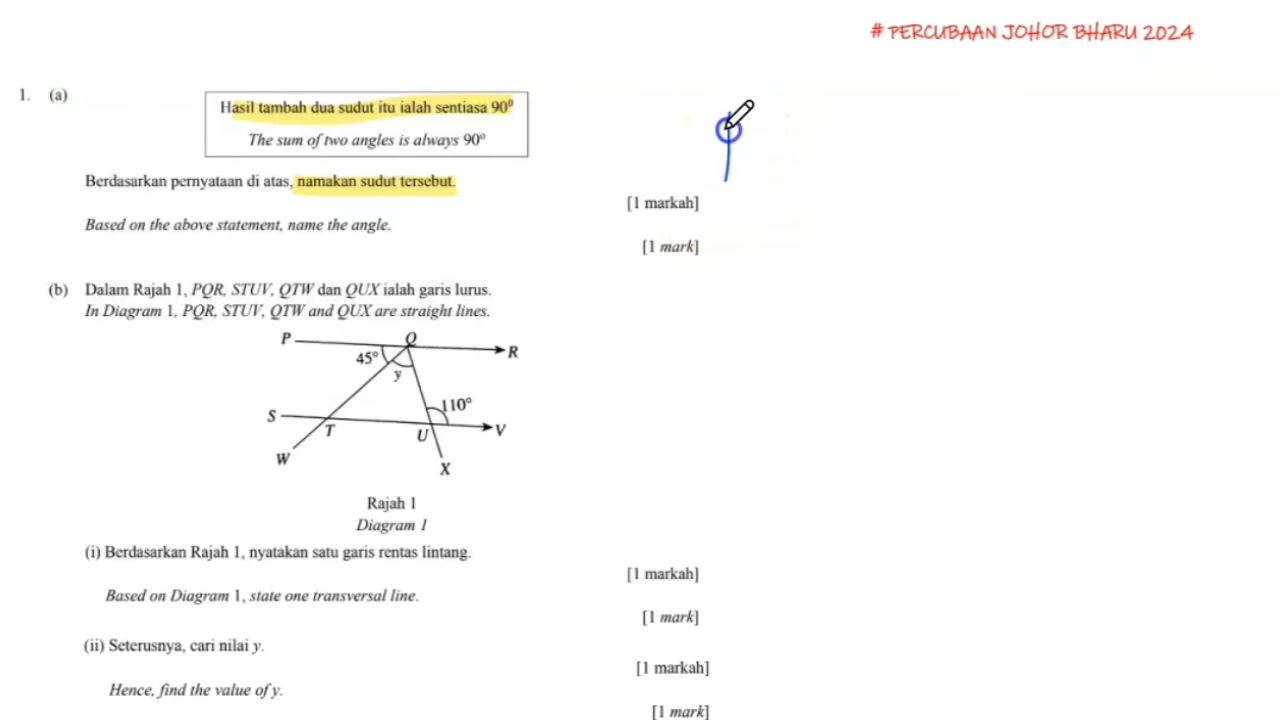 # PERCUBAAN JOHOR BHARU 2024
1. (a)
Hasil tambah dua sudut itu ialah sentiasa 90⁰
The sum of two angles is always 90°
Berdasarkan pernyataan di atas, namakan sudut tersebut.
[1 markah]
Based on the above statement, name the angle.
[1 mark]
(b) Dalam Rajah 1, PQR, STUV, QTW dan QUX ialah garis lurus.
In Diagram 1, PQR, STUV, QTW and QUX are straight lines.
P Q R
45°
y
110°
S T U V
W X
Rajah 1
Diagram 1
(i) Berdasarkan Rajah 1, nyatakan satu garis rentas lintang.
[1 markah]
Based on Diagram 1, state one transversal line.
[1 mark]
(ii) Seterusnya, cari nilai y.
[1 markah]
Hence, find the value of y.
[1 mark]